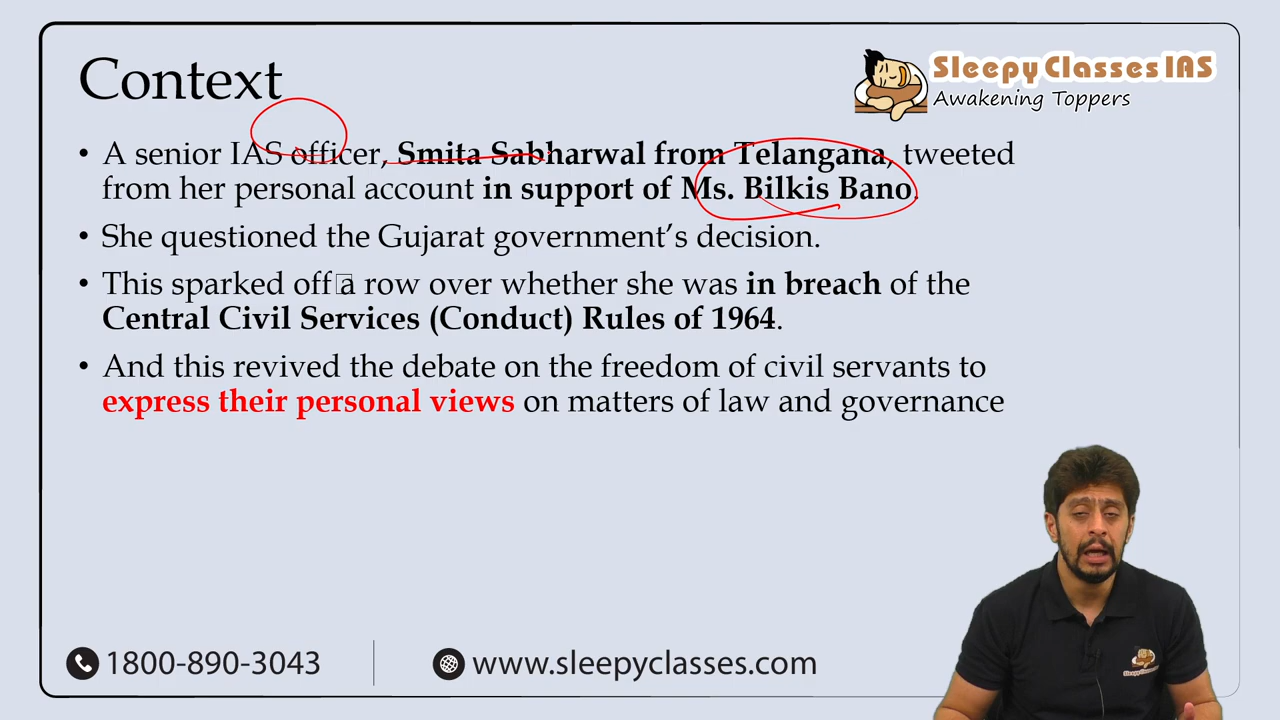 Context
Sleepy Classes IAS
Awakening Toppers
• A senior IAS officer, Smita Sabharwal from Telangana, tweeted
from her personal account in support of Ms. Bilkis Bano.
• She questioned the Gujarat government’s decision.
• This sparked off a row over whether she was in breach of the
Central Civil Services (Conduct) Rules of 1964.
• And this revived the debate on the freedom of civil servants to
express their personal views on matters of law and governance
1800-890-3043
www.sleepyclasses.com
Sleepy Classes